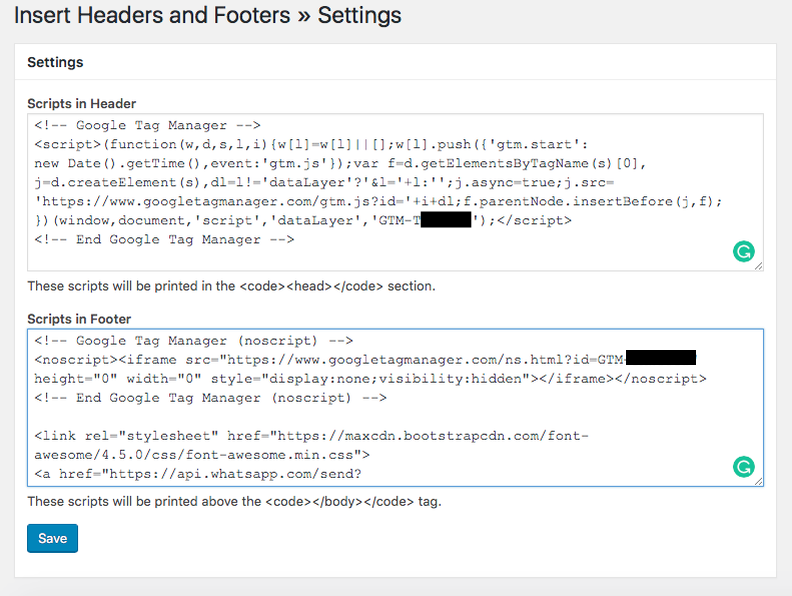 Insert Headers and Footers » Settings
Settings
Scripts in Header
<!-- Google Tag Manager -->
<script>(function(w,d,s,l,i){w[l]=w[l]||[];w[l].push({'gtm.start':
new Date().getTime(),event:'gtm.js'});var f=d.getElementsByTagName(s)[0],
j=d.createElement(s),dl=l!='dataLayer'?'&l='+l:'';j.async=true;j.src=
'https://www.googletagmanager.com/gtm.js?id='+i+dl;f.parentNode.insertBefore(j,f);
})(window,document,'script','dataLayer','GTM-T');</script>
<!-- End Google Tag Manager -->
These scripts will be printed in the <code><head></code> section.
Scripts in Footer
<!-- Google Tag Manager (noscript) -->
<noscript><iframe src="https://www.googletagmanager.com/ns.html?id=GTM-
height="0" width="0" style="display:none;visibility:hidden"></iframe></noscript>
<!-- End Google Tag Manager (noscript) -->
<link rel="stylesheet" href="https://maxcdn.bootstrapcdn.com/font-
awesome/4.5.0/css/font-awesome.min.css">
<a href="https://api.whatsapp.com/send?
These scripts will be printed above the <code></body></code> tag.
Save